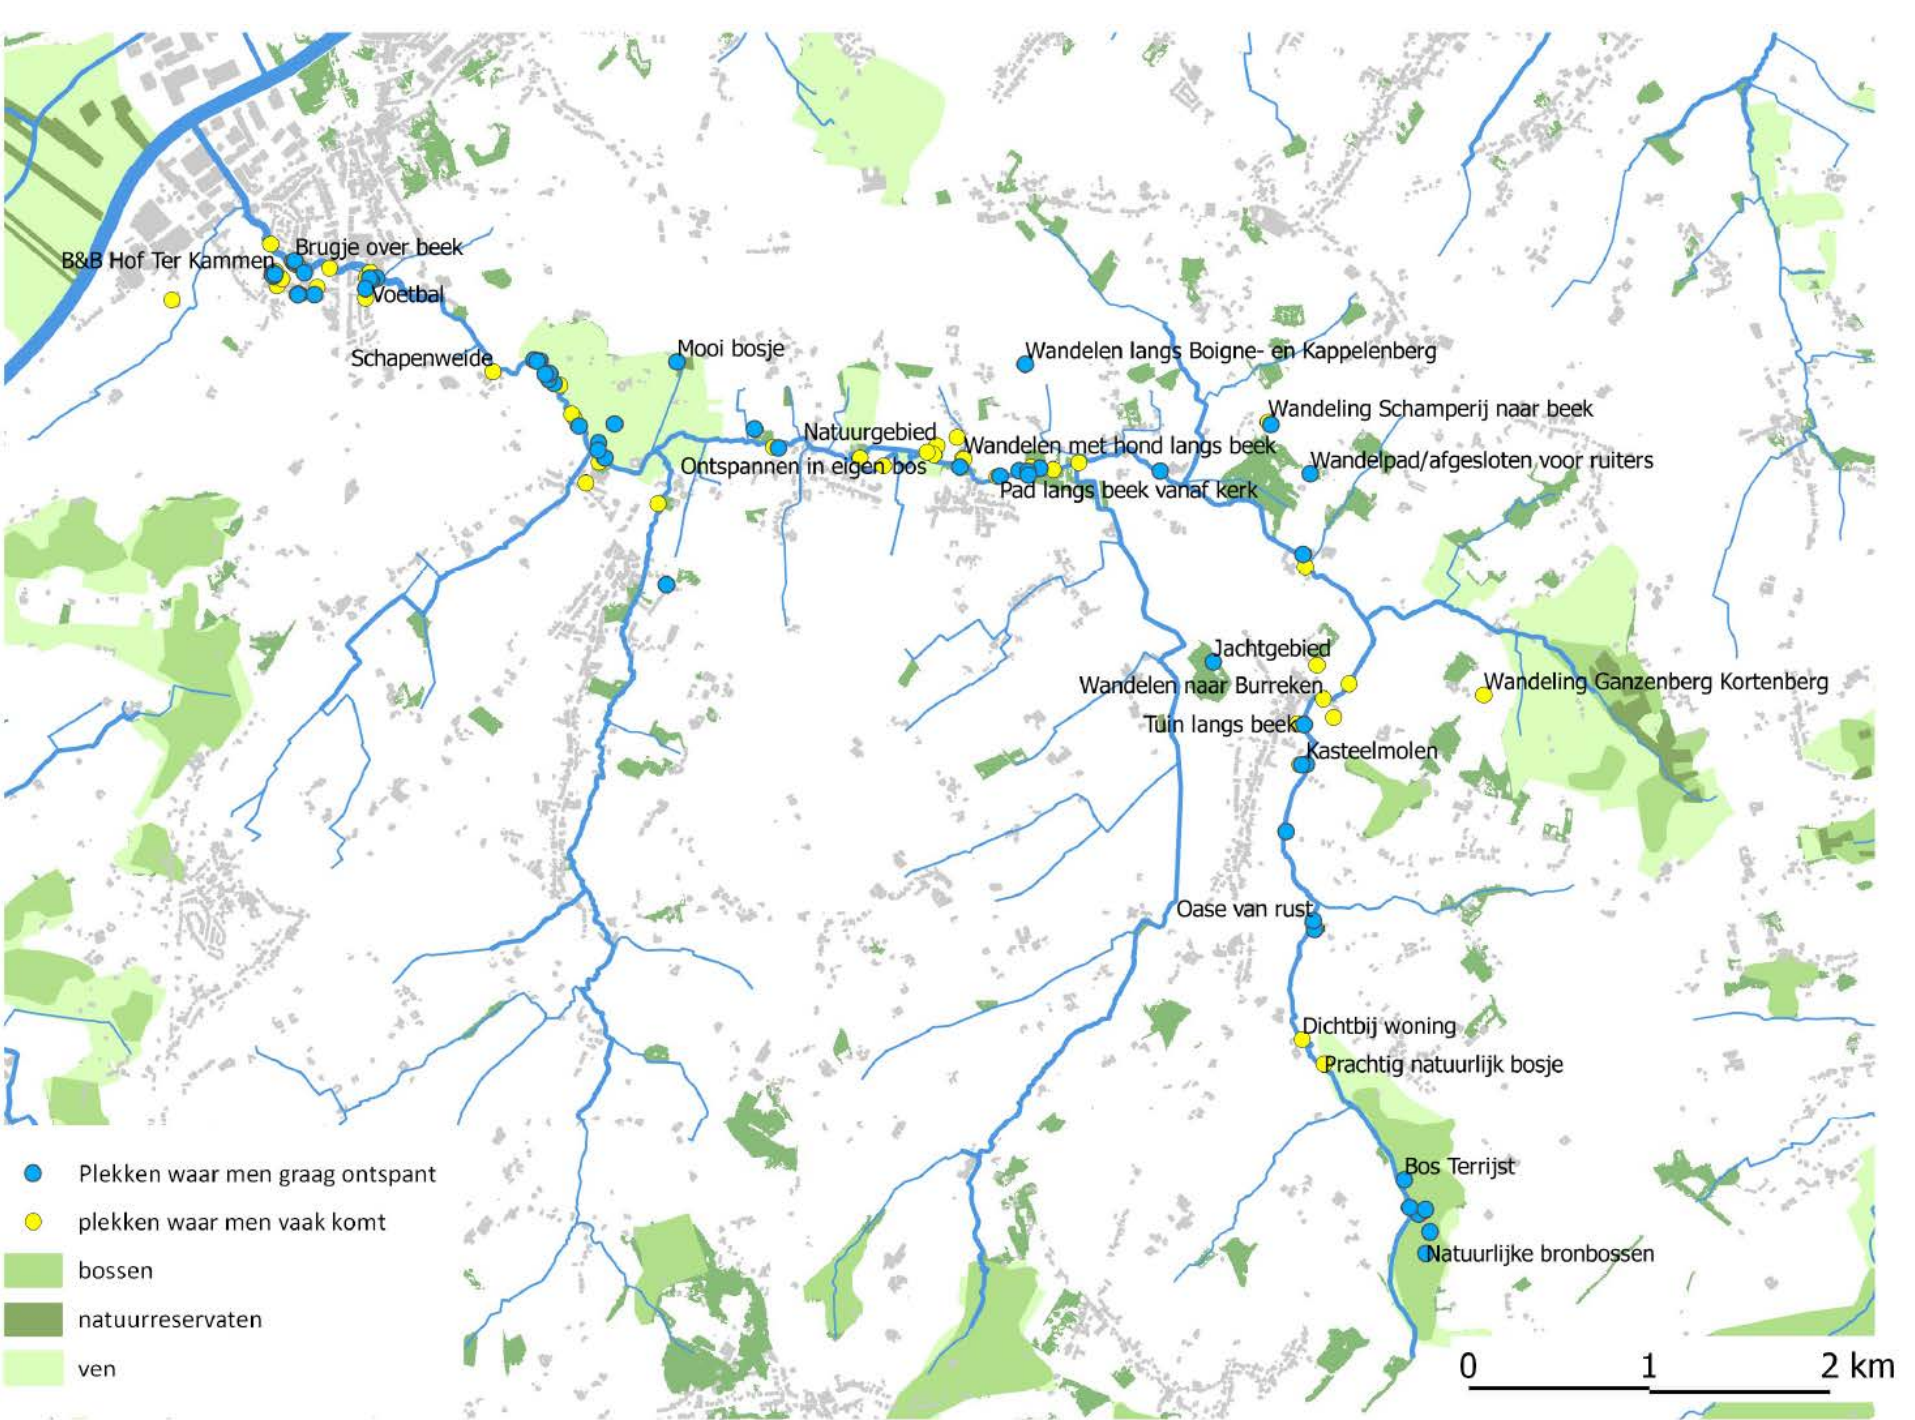 Brugje over beek
B&B Hof Ter Kammen
Voetbal
Schapenweide
Mooi bosje
Wandelen langs Boigne- en Kappelenberg
Wandeling Schamperij naar beek
Natuurgebied
Wandelen met hond langs beek
Ontspannen in eigen bos
Wandelpad/afgesloten voor ruiters
Pad langs beek vanaf kerk
Jachtgebied
Wandelen naar Burreken
Wandeling Ganzenberg Kortenberg
Tuin langs beek
Kasteelmolen
Oase van rust
Dichtbij woning
Prachtig natuurlijk bosje
Bos Terrijst
Natuurlijke bronbossen
Plekken waar men graag ontspant
plekken waar men vaak komt
bossen
natuurreservaten
ven
0 1 2 km